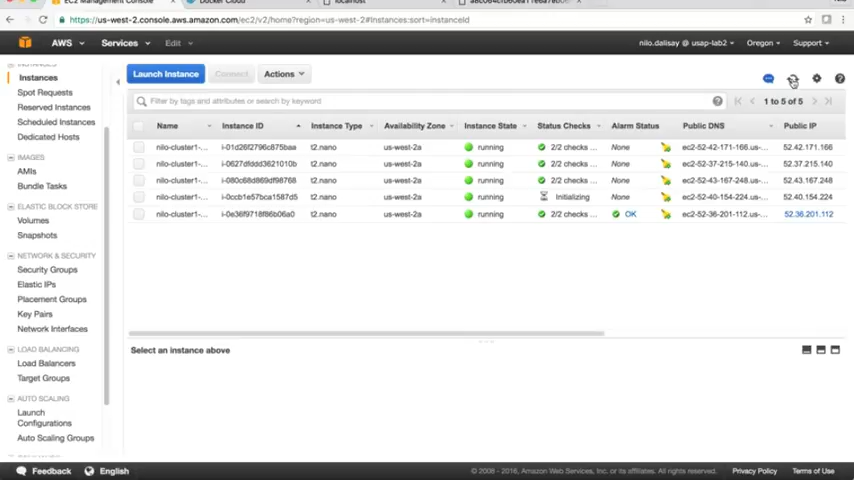 EC2 Management Console
Docker Cloud
localhost
https://us-west-2.console.aws.amazon.com/ec2/v2/home?region=us-west-2#Instances:sort=instanceId
AWS
Services
Edit
nilo.dalisay @ usap-lab2
Oregon
Support
INSTANCES
Instances
Spot Requests
Reserved Instances
Scheduled Instances
Dedicated Hosts
IMAGES
AMIs
Bundle Tasks
ELASTIC BLOCK STORE
Volumes
Snapshots
NETWORK & SECURITY
Security Groups
Elastic IPs
Placement Groups
Key Pairs
Network Interfaces
LOAD BALANCING
Load Balancers
Target Groups
AUTO SCALING
Launch
Configurations
Auto Scaling Groups
Launch Instance
Connect
Actions
Filter by tags and attributes or search by keyword
1 to 5 of 5
Name Instance ID Instance Type Availability Zone Instance State Status Checks Alarm Status Public DNS Public IP
nilo-cluster1-... i-01d26f2796c875baa t2.nano us-west-2a running 2/2 checks ... None ec2-52-42-171-166.us-... 52.42.171.166
nilo-cluster1-... i-0627dfddd3621010b t2.nano us-west-2a running 2/2 checks ... None ec2-52-37-215-140.us-... 52.37.215.140
nilo-cluster1-... i-080c68d869df98768 t2.nano us-west-2a running 2/2 checks ... None ec2-52-43-167-248.us-... 52.43.167.248
nilo-cluster1-... i-0ccb1e57bca1587d5 t2.nano us-west-2a running Initializing None ec2-52-40-154-224.us-... 52.40.154.224
nilo-cluster1-... i-0e36f9718f86b06a0 t2.nano us-west-2a running 2/2 checks ... OK ec2-52-36-201-112.us-... 52.36.201.112
Select an instance above
Feedback
English
© 2008 - 2016, Amazon Web Services, Inc. or its affiliates. All rights reserved.
Privacy Policy
Terms of Use